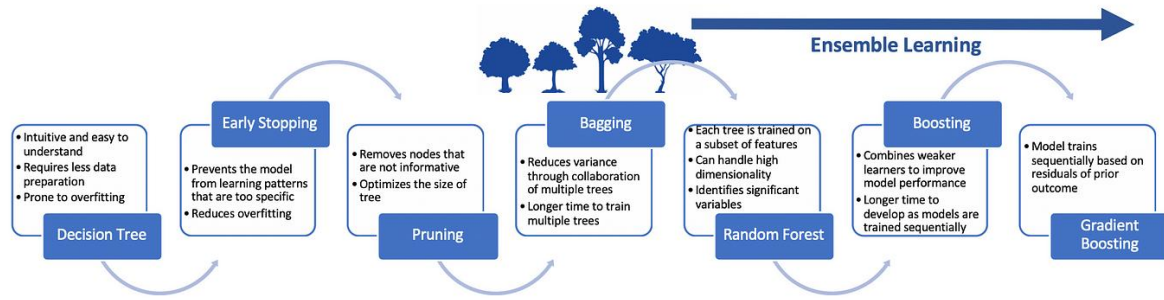 Ensemble Learning
• Intuitive and easy to
understand
• Requires less data
preparation
• Prone to overfitting
Decision Tree
Early Stopping
• Prevents the model
from learning patterns
that are too specific
• Reduces overfitting
• Removes nodes that
are not informative
• Optimizes the size of
tree
Pruning
Bagging
• Reduces variance
through collaboration
of multiple trees
• Longer time to train
multiple trees
• Each tree is trained on
a subset of features
• Can handle high
dimensionality
• Identifies significant
variables
Random Forest
Boosting
• Combines weaker
learners to improve
model performance
• Longer time to
develop as models are
trained sequentially
• Model trains
sequentially based on
residuals of prior
outcome
Gradient
Boosting